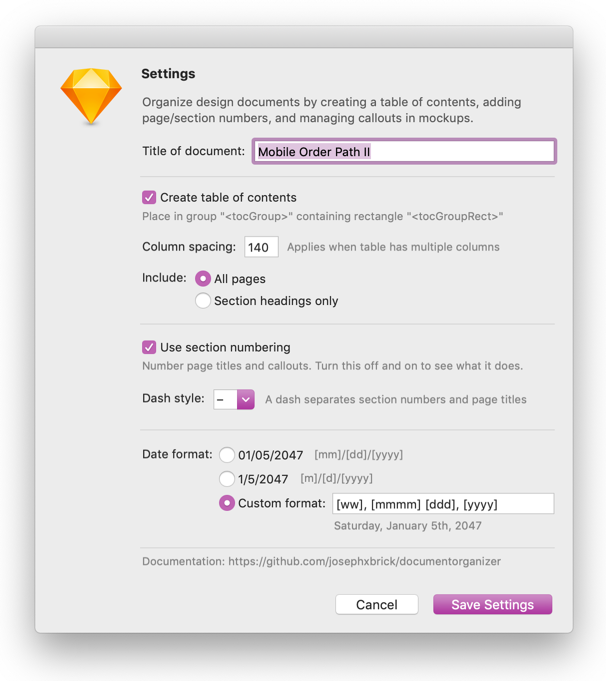 Settings
Organize design documents by creating a table of contents, adding
page/section numbers, and managing callouts in mockups.
Title of document: Mobile Order Path II
Create table of contents
Place in group "<tocGroup>" containing rectangle "<tocGroupRect>"
Column spacing: 140 Applies when table has multiple columns
Include: All pages
Section headings only
Use section numbering
Number page titles and callouts. Turn this off and on to see what it does.
Dash style: – A dash separates section numbers and page titles
Date format: 01/05/2047 [mm]/[dd]/[yyyy]
1/5/2047 [m]/[d]/[yyyy]
Custom format: [ww], [mmmm] [ddd], [yyyy]
Saturday, January 5th, 2047
Documentation: https://github.com/josephxbrick/documentorganizer
Cancel Save Settings